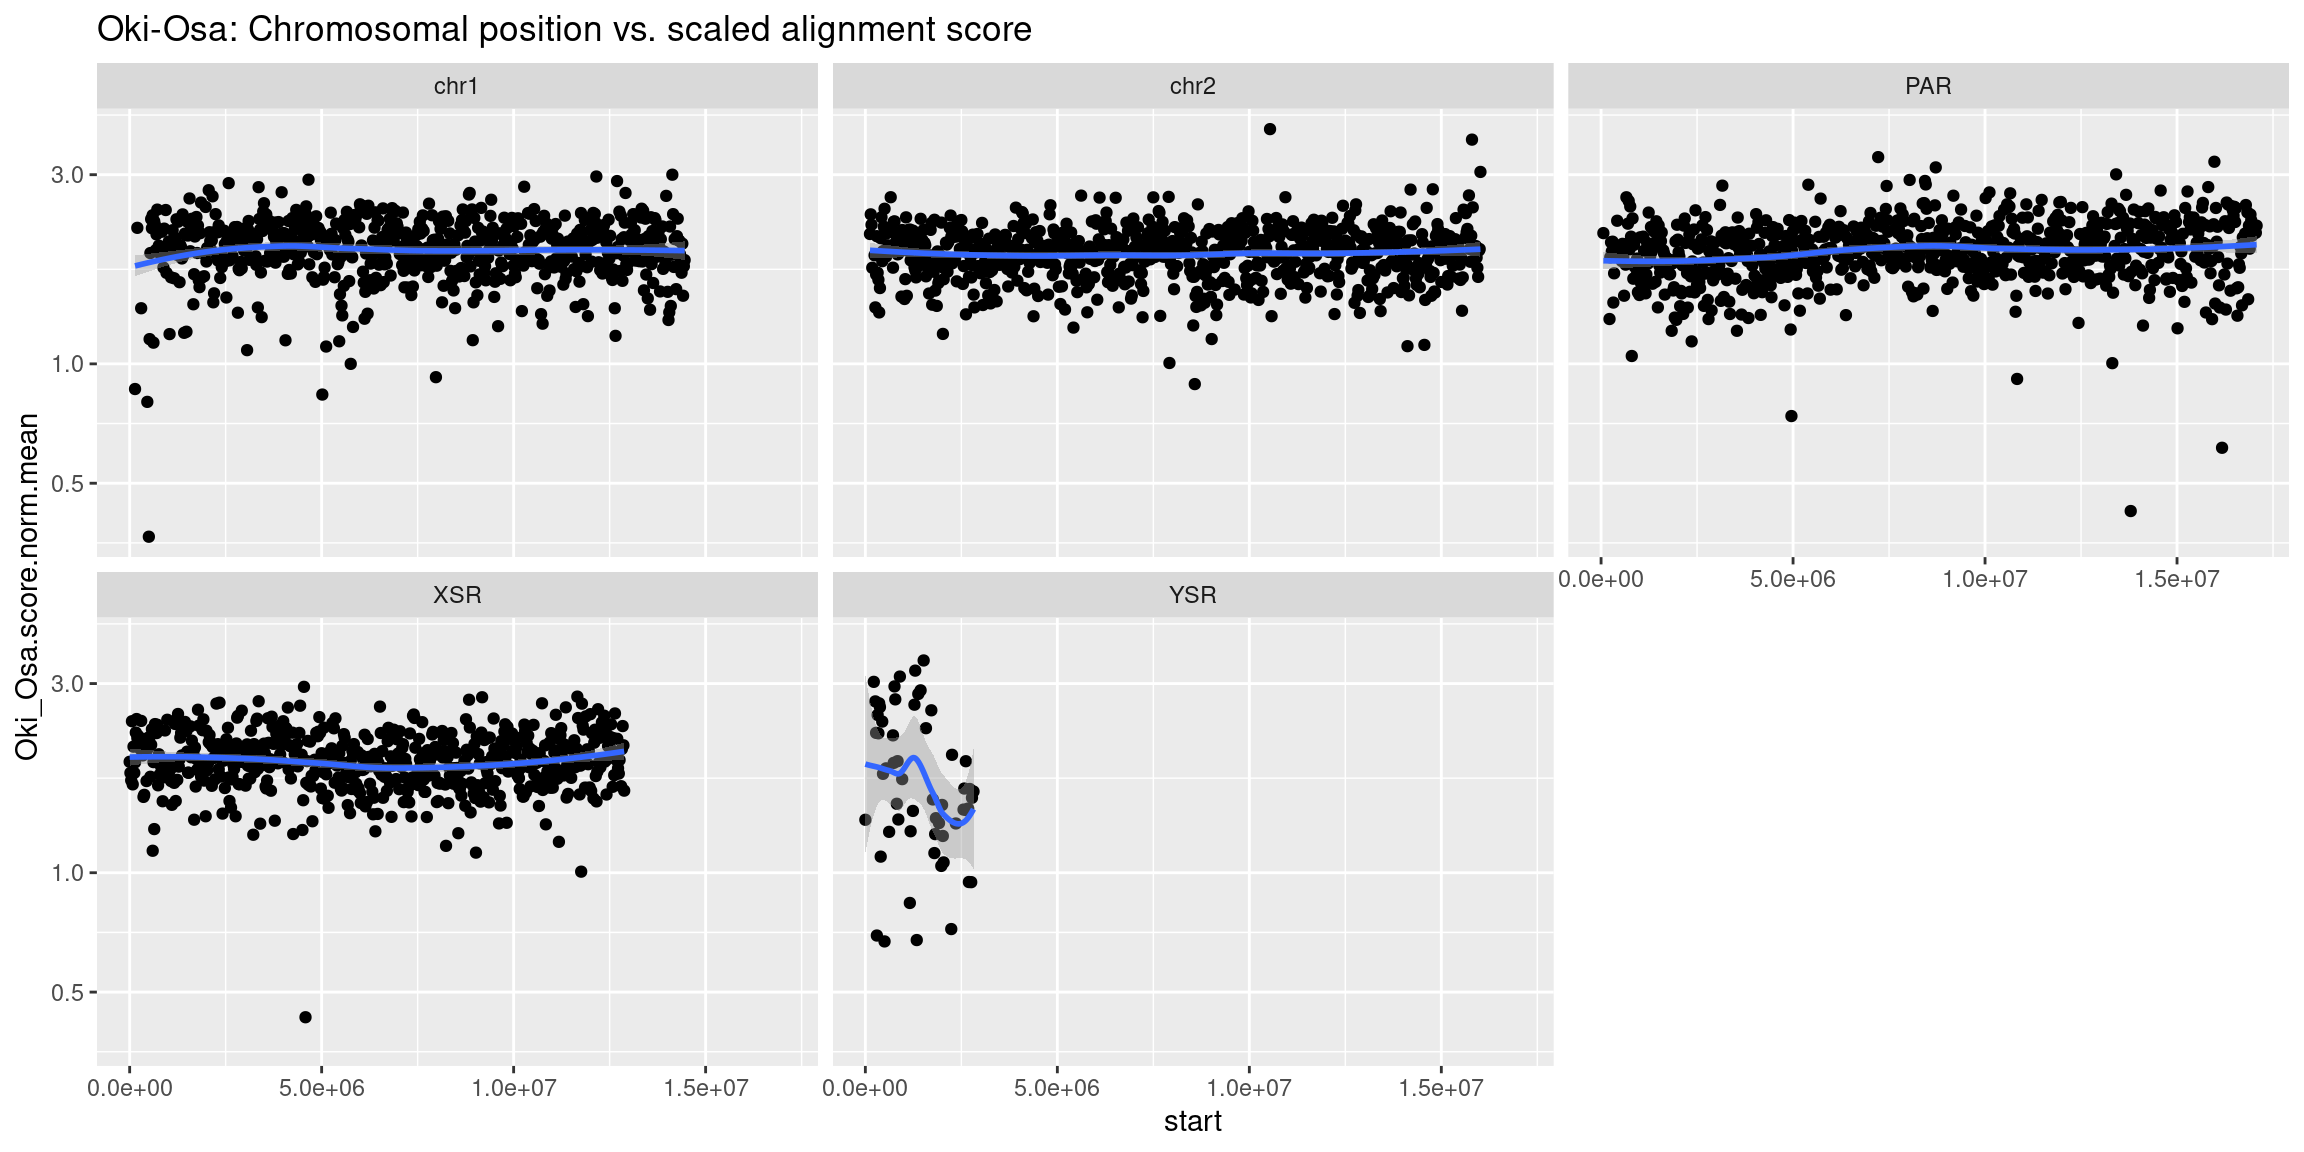 Oki-Osa: Chromosomal position vs. scaled alignment score
chr1
chr2
PAR
3.0
1.0
0.5
0.0e+00
5.0e+06
1.0e+07
1.5e+07
XSR
YSR
3.0
1.0
0.5
0.0e+00
5.0e+06
1.0e+07
1.5e+07
0.0e+00
5.0e+06
1.0e+07
1.5e+07
start
Oki_Osa.score.norm.mean